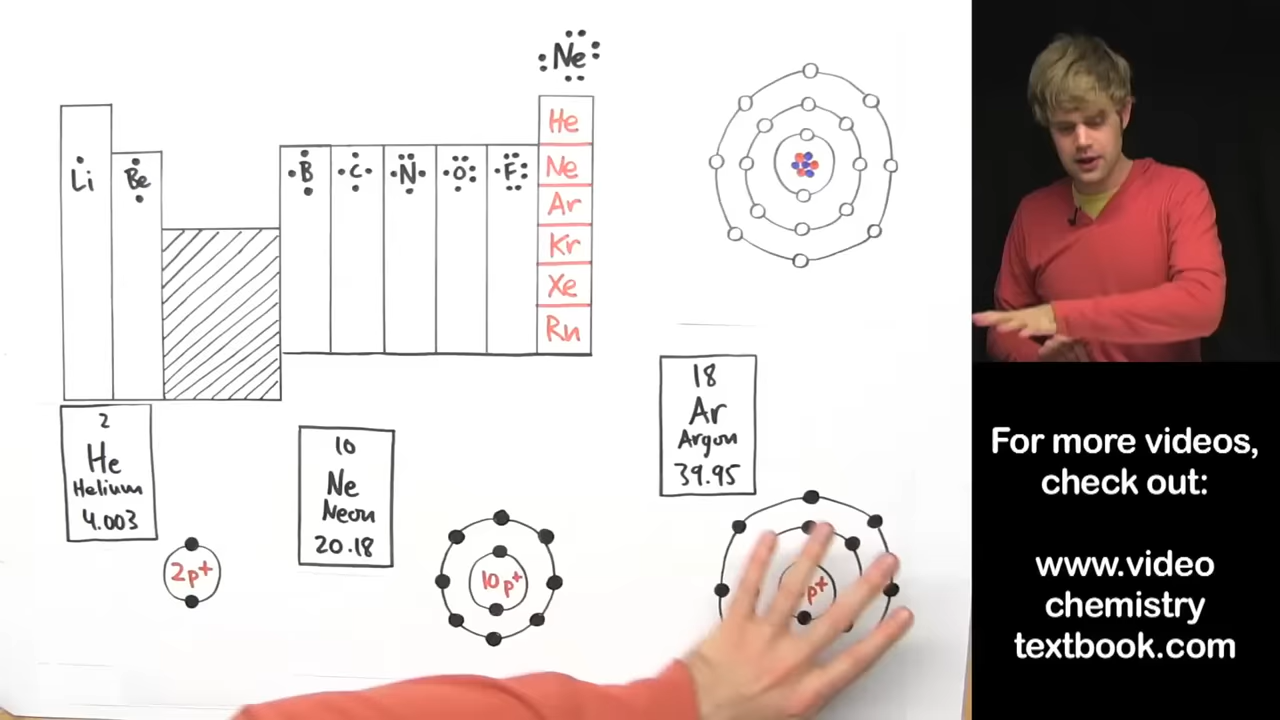 Ne
He
Li
Be
B
C
N
O
F
Ne
Ar
Kr
Xe
Rn
2
He
Helium
4.003
2p+
10
Ne
Neon
20.18
10 p+
18
Ar
Argon
39.95
p+
For more videos,
check out:
www.video
chemistry
textbook.com